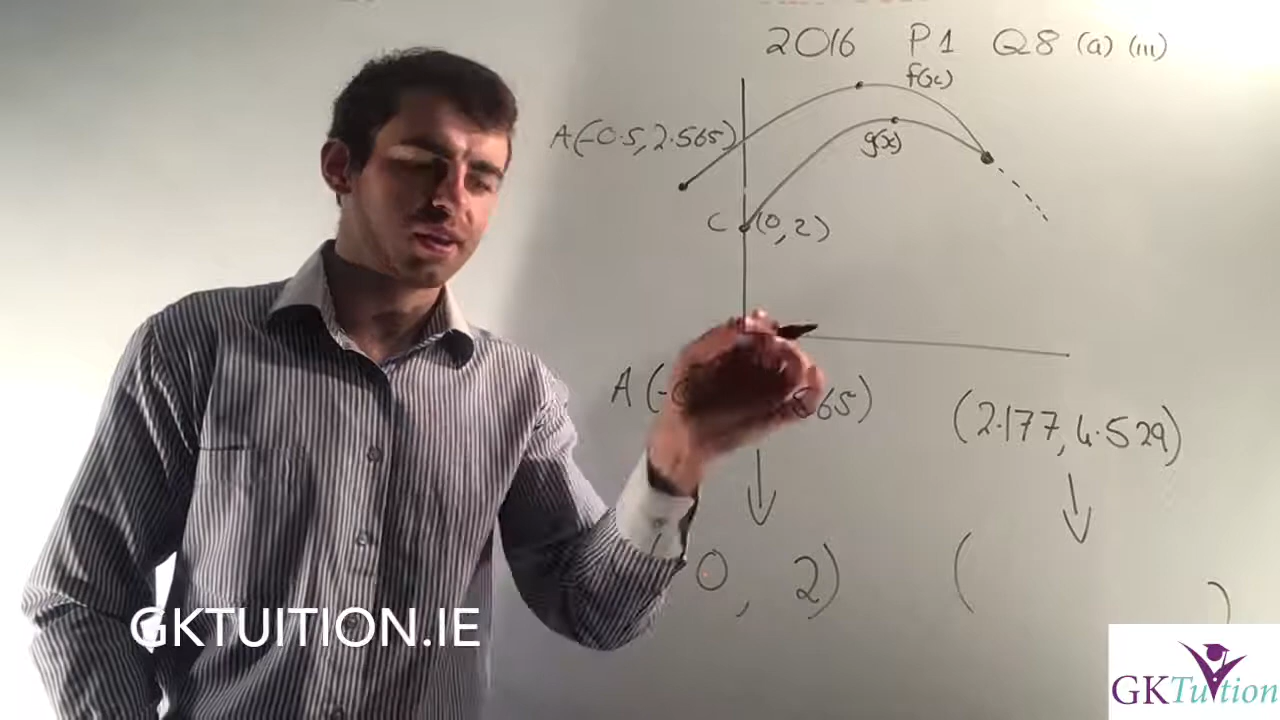 2016 P1 Q8 (a) (iii)
f(x)
A(-0.5, 2.565)
g(x)
C (0, 2)
A (- 565) (2.177, 4.529)
0, 2) ( )
GKTUITION.IE
GKTuition